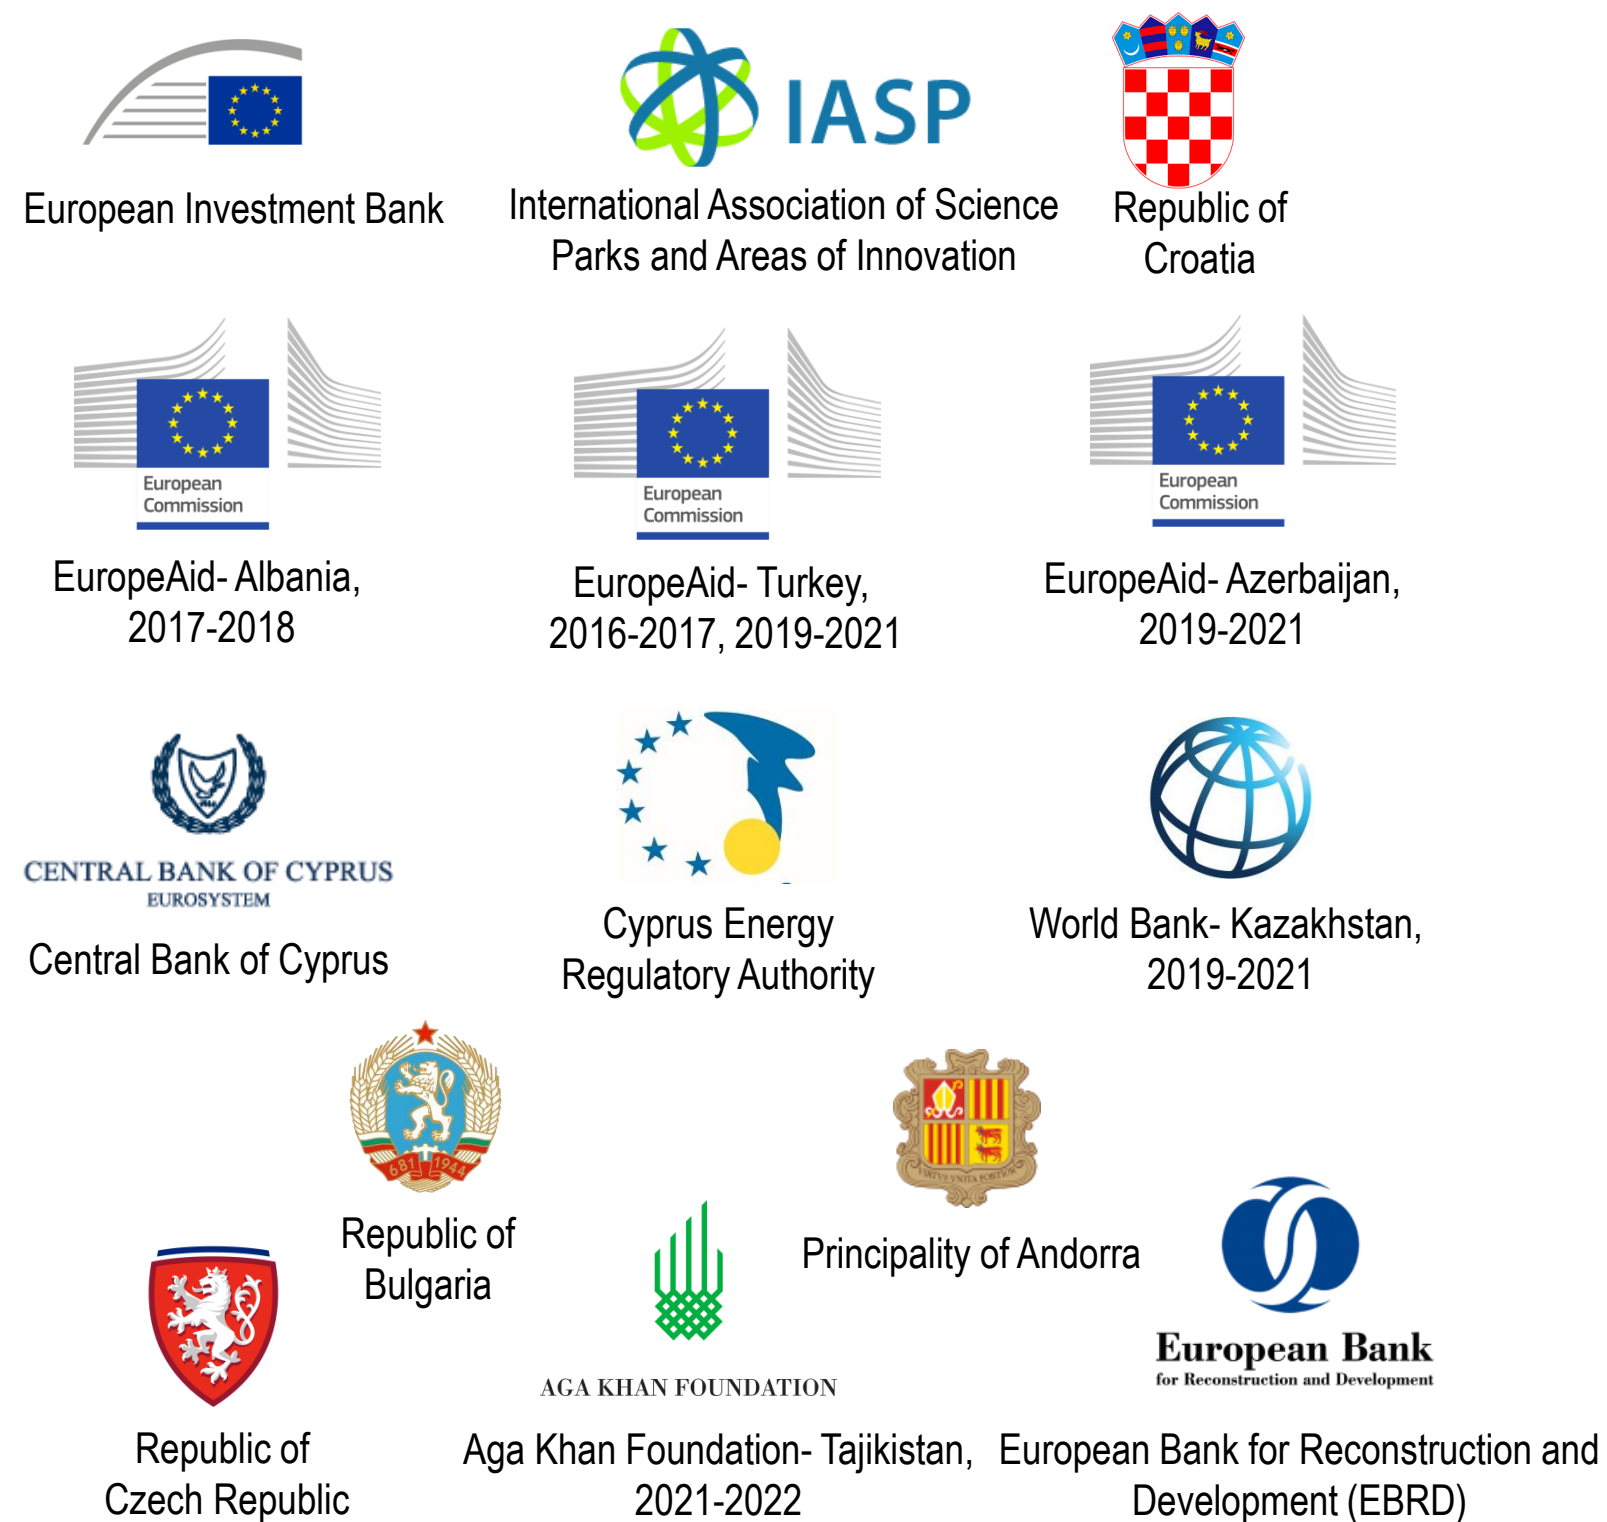 IASP
European Investment Bank
International Association of Science
Parks and Areas of Innovation
Republic of
Croatia
European
Commission
EuropeAid- Albania,
2017-2018
European
Commission
EuropeAid- Turkey,
2016-2017, 2019-2021
European
Commission
EuropeAid- Azerbaijan,
2019-2021
CENTRAL BANK OF CYPRUS
EUROSYSTEM
Central Bank of Cyprus
Cyprus Energy
Regulatory Authority
World Bank- Kazakhstan,
2019-2021
681 1944
Republic of
Bulgaria
VIRTVS VNITA FORTIOR
Principality of Andorra
Republic of
Czech Republic
AGA KHAN FOUNDATION
Aga Khan Foundation- Tajikistan,
2021-2022
European Bank
for Reconstruction and Development
European Bank for Reconstruction and
Development (EBRD)